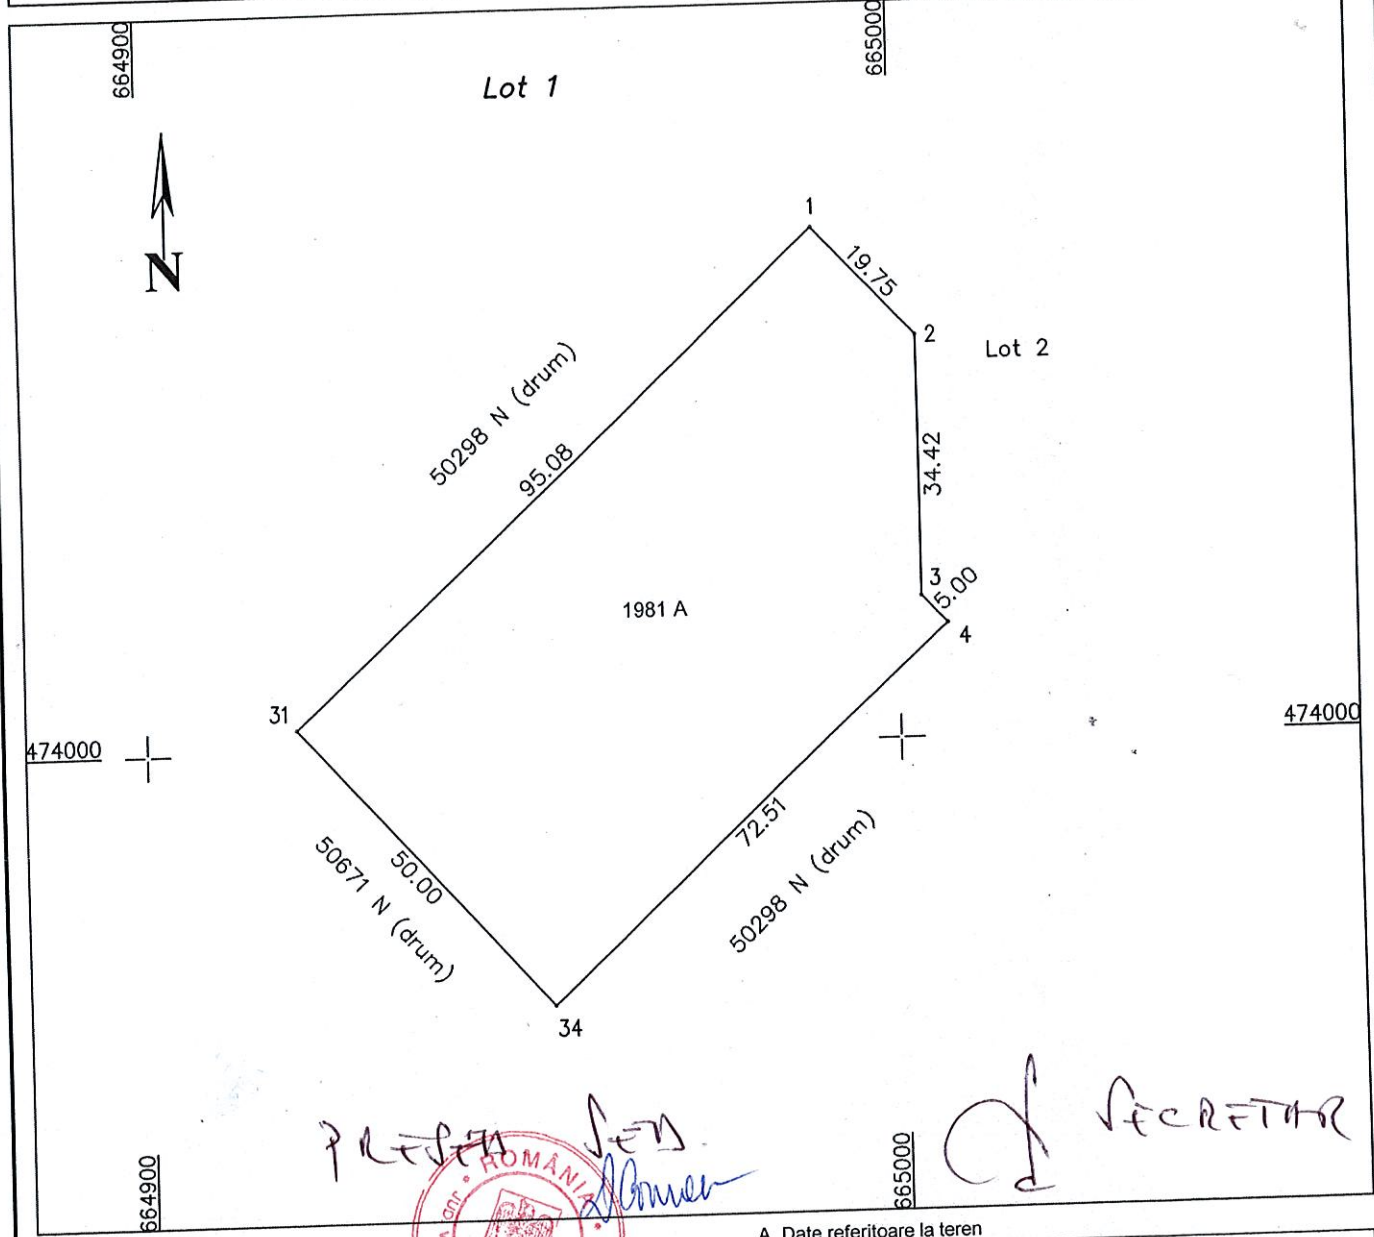 664900
665000
Lot 1
N
1
19.75
2
Lot 2
50298 N (drum)
95.08
34.42
3
5.00
4
1981 A
31
474000
474000
72.51
50298 N (drum)
50.00
50671 N (drum)
34
SECRETAR
ROMÂNIA
664900
665000
A. Date referitoare la teren